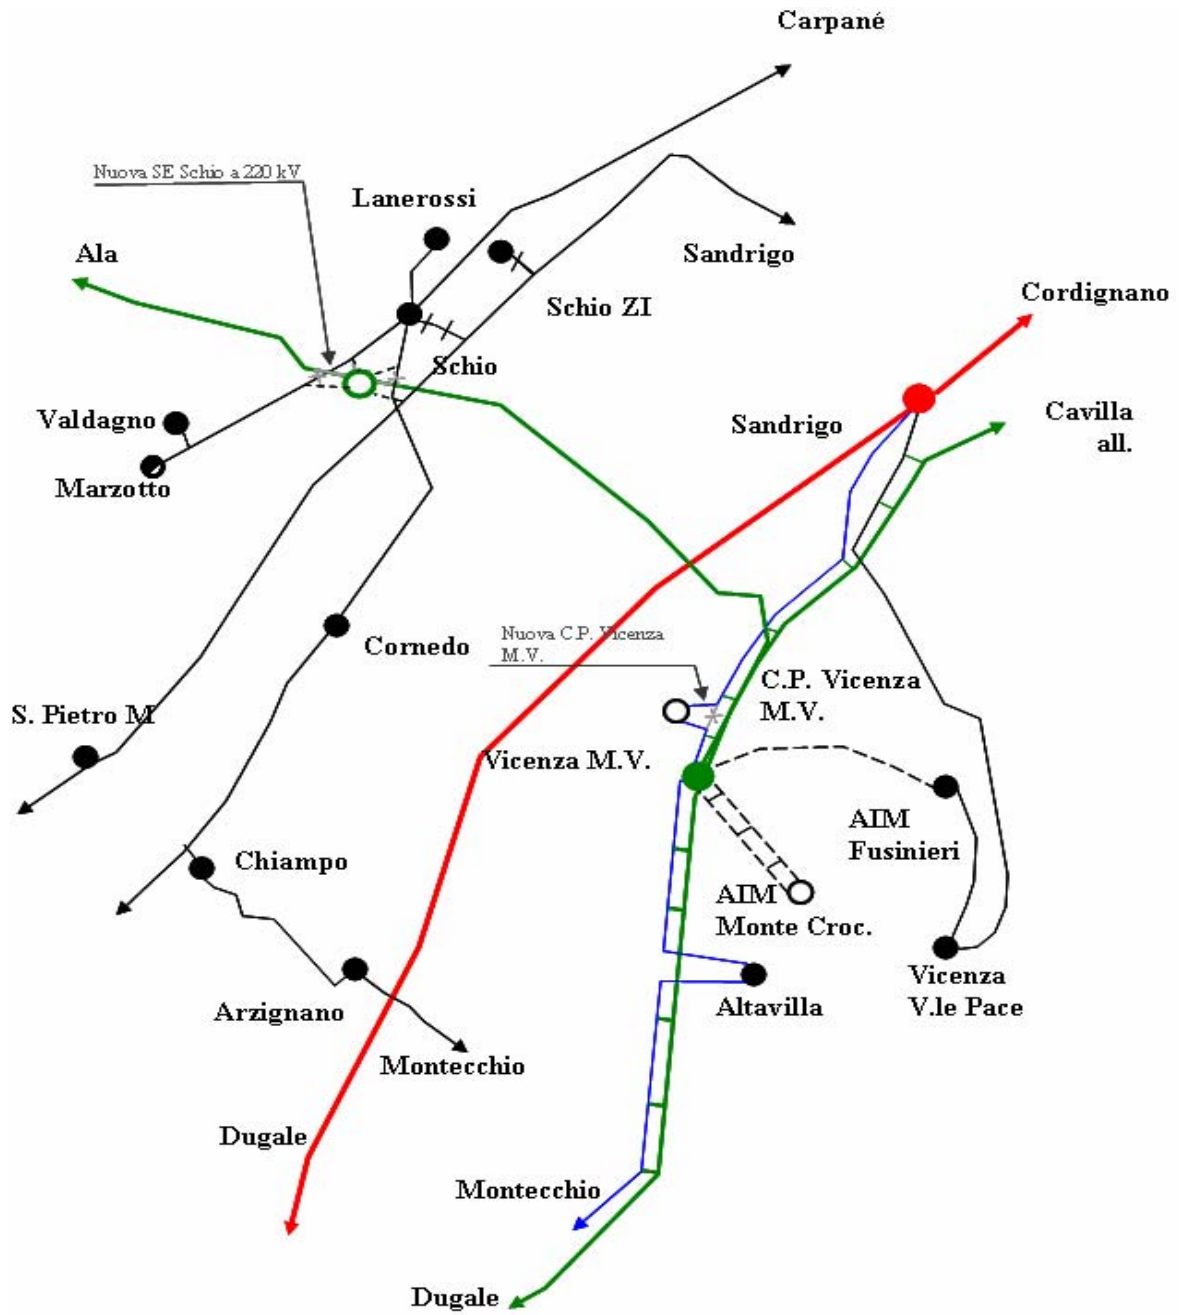 Carpané
Nuova SE Schio a 220 kV
Lanerossi
Ala
Sandrigo
Schio ZI
Cordignano
Schio
Valdagno
Sandrigo
Cavilla
all.
Marzotto
Nuova C.P. Vicenza
M.V.
Cornedo
C.P. Vicenza
M.V.
S. Pietro M
Vicenza M.V.
AIM
Fusinieri
Chiampo
AIM
Monte Croc.
Vicenza
V.le Pace
Arzignano
Altavilla
Montecchio
Dugale
Montecchio
Dugale